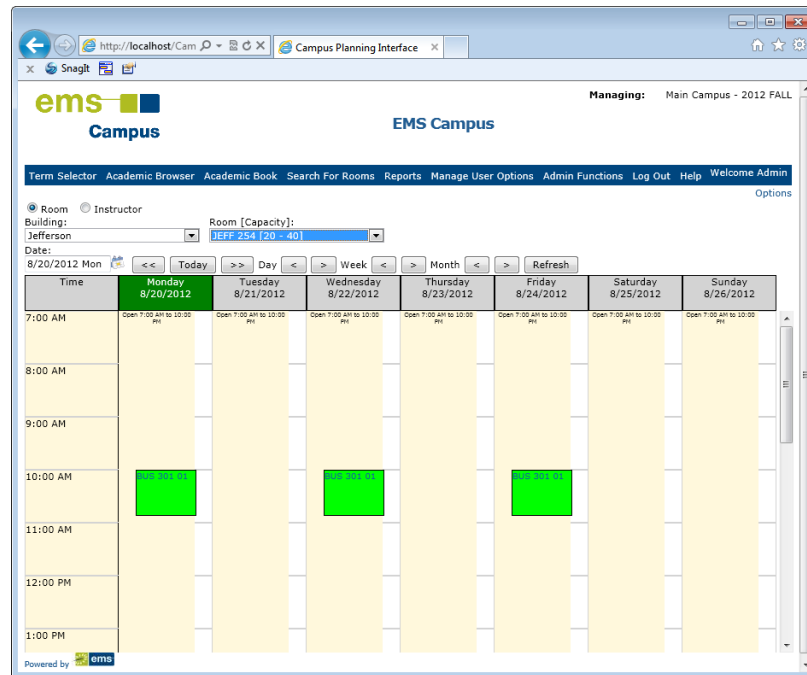 http://localhost/Cam
Campus Planning Interface
x SnagIt
ems
Campus
EMS Campus
Managing: Main Campus - 2012 FALL
Term Selector Academic Browser Academic Book Search For Rooms Reports Manage User Options Admin Functions Log Out Help Welcome Admin
Options
Room Instructor
Building: Room [Capacity]:
Jefferson JEFF 254 [20 - 40]
Date:
8/20/2012 Mon << Today >> Day < > Week < > Month < > Refresh
Time Monday Tuesday Wednesday Thursday Friday Saturday Sunday
8/20/2012 8/21/2012 8/22/2012 8/23/2012 8/24/2012 8/25/2012 8/26/2012
7:00 AM Open 7:00 AM to 10:00 Open 7:00 AM to 10:00 Open 7:00 AM to 10:00 Open 7:00 AM to 10:00 Open 7:00 AM to 10:00 Open 7:00 AM to 10:00 Open 7:00 AM to 10:00
PM PM PM PM PM PM PM
8:00 AM
9:00 AM
10:00 AM BUS 301 01 BUS 301 01 BUS 301 01
11:00 AM
12:00 PM
1:00 PM
Powered by ems